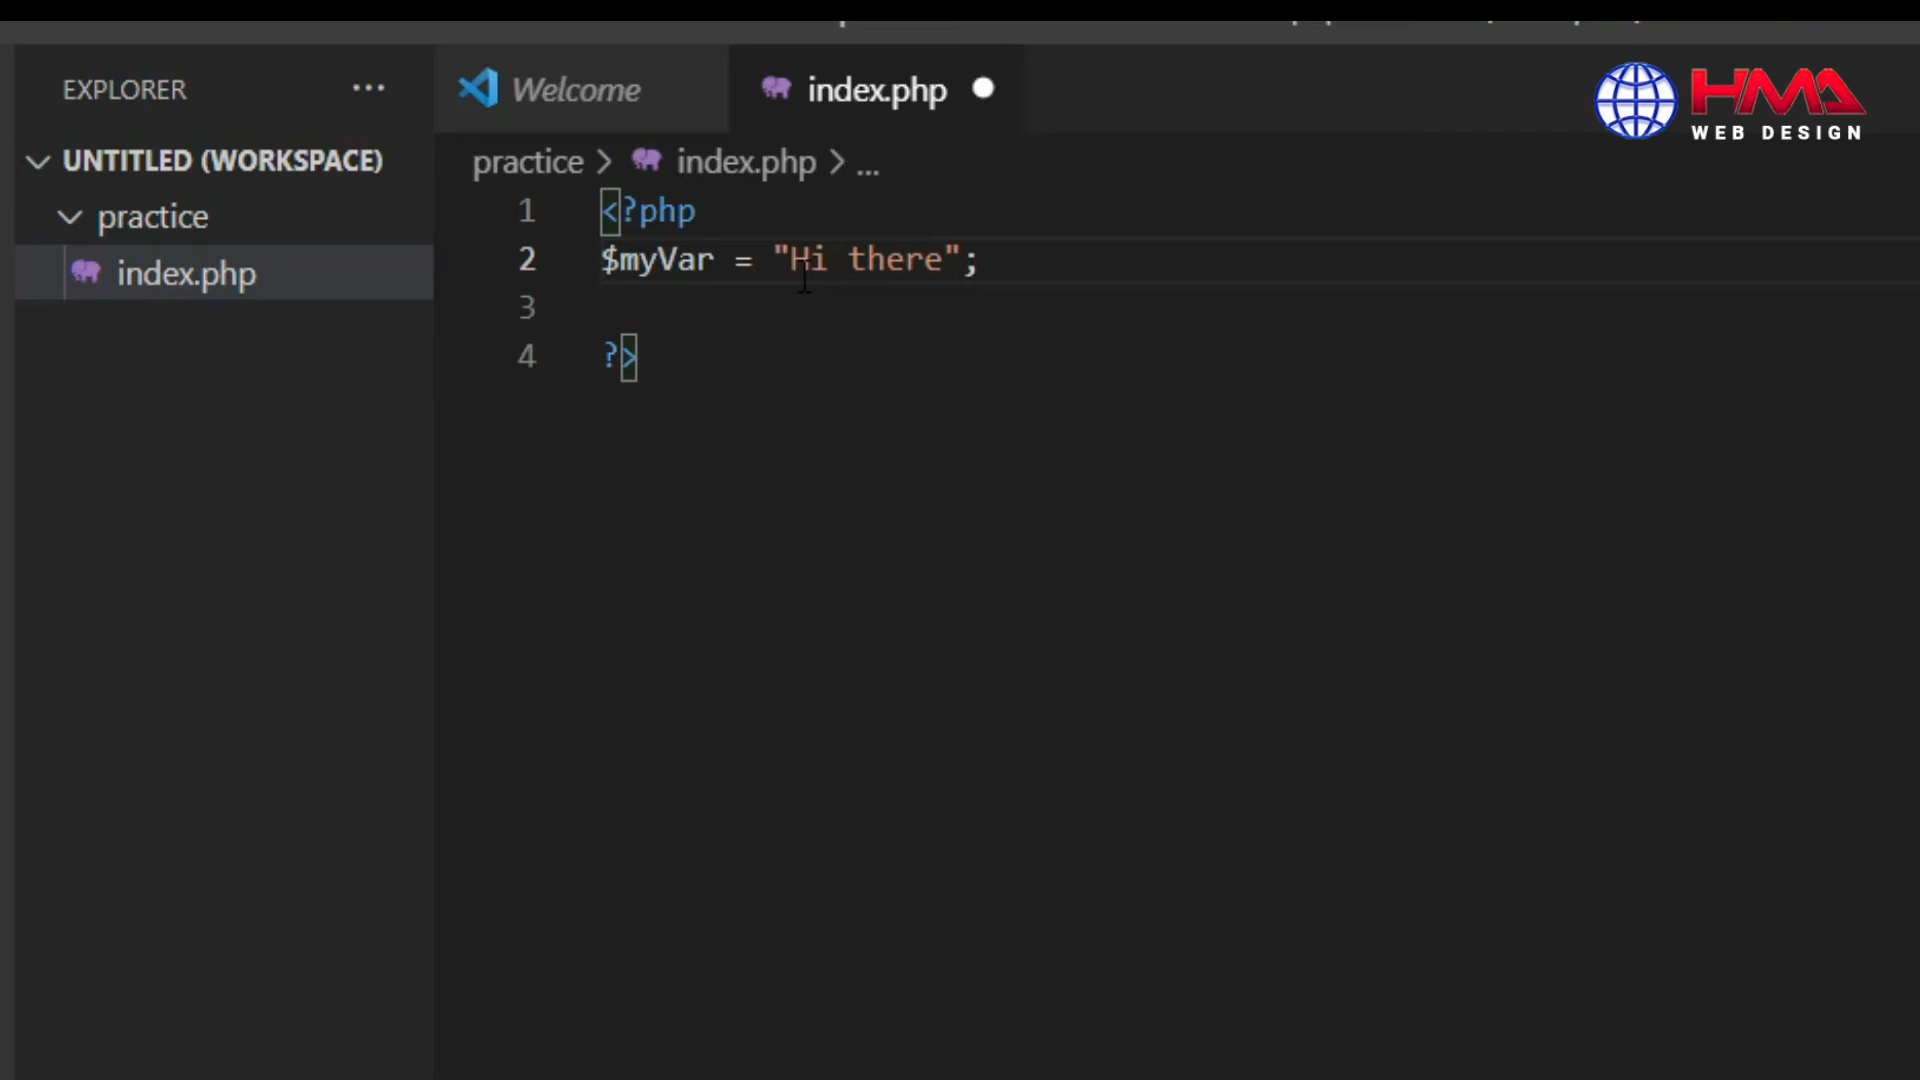 EXPLORER ...
Welcome
index.php
HMA
WEB DESIGN
UNTITLED (WORKSPACE)
practice
index.php
practice > index.php > ...
1 <?php
2 $myVar = "Hi there";
3
4 ?>